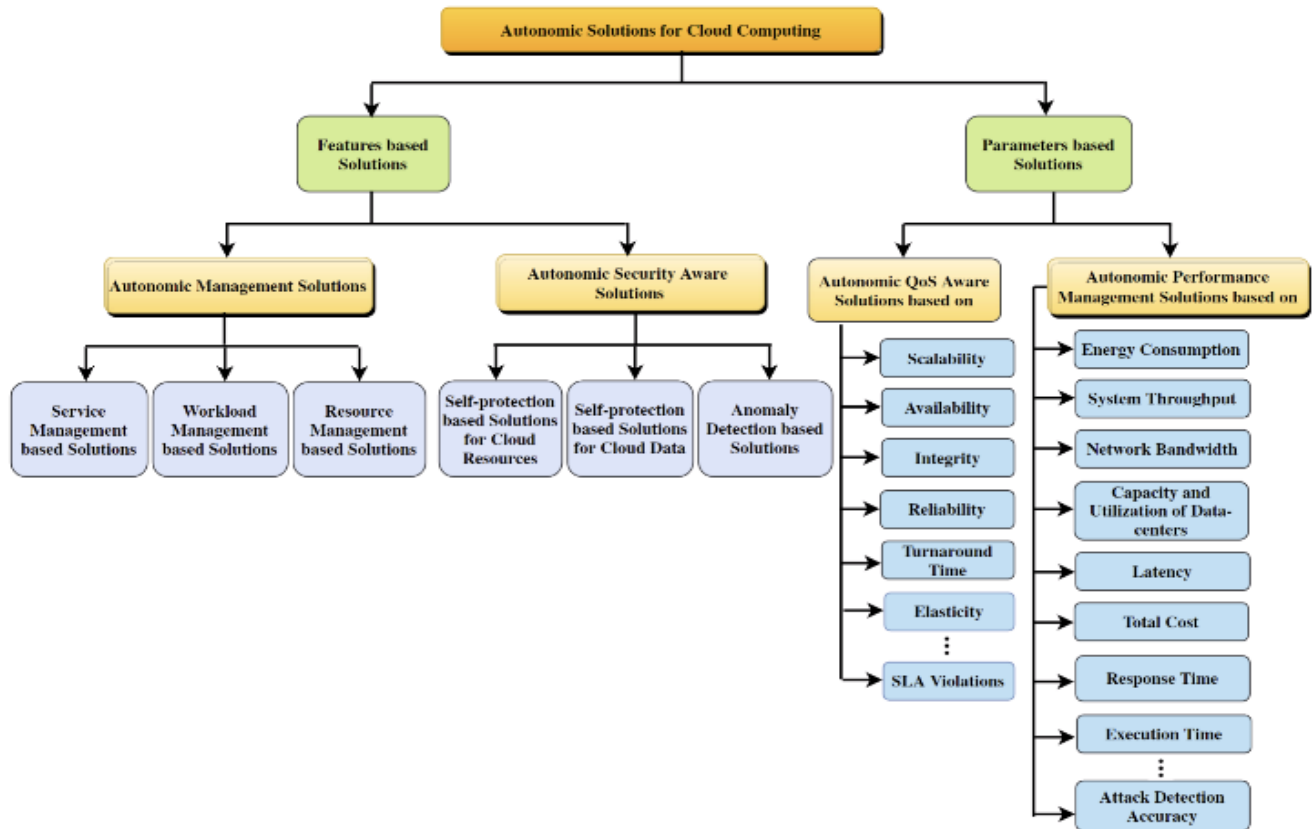 Autonomic Solutions for Cloud Computing
Features based
Solutions
Parameters based
Solutions
Autonomic Management Solutions
Autonomic Security Aware
Solutions
Autonomic QoS Aware
Solutions based on
Autonomic Performance
Management Solutions based on
Service
Management
based Solutions
Workload
Management
based Solutions
Resource
Management
based Solutions
Self-protection
based Solutions
for Cloud
Resources
Self-protection
based Solutions
for Cloud Data
Anomaly
Detection based
Solutions
Scalability
Availability
Integrity
Reliability
Turnaround
Time
Elasticity
SLA Violations
Energy Consumption
System Throughput
Network Bandwidth
Capacity and
Utilization of Data-
centers
Latency
Total Cost
Response Time
Execution Time
Attack Detection
Accuracy